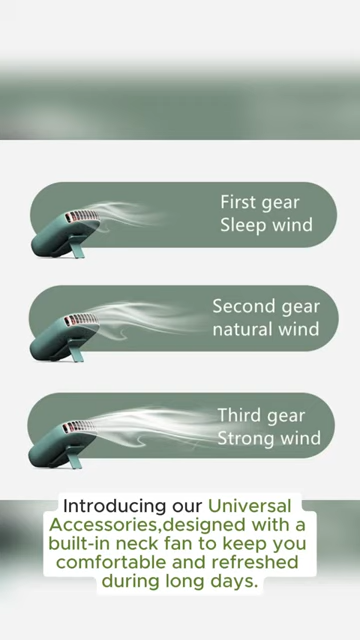 First gear
Sleep wind
Second gear
natural wind
Third gear
Strong wind
Introducing our Universal
Accessories,designed with a
built-in neck fan to keep you
comfortable and refreshed
during long days.